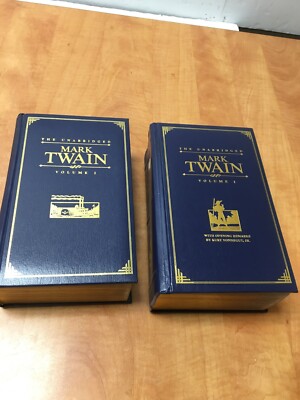 THE UNABRIDGED
MARK
TWAIN
VOLUME 2
THE UNABRIDGED
MARK
TWAIN
VOLUME 1
WITH OPENING REMARKS
BY KURT VONNEGUT, JR.